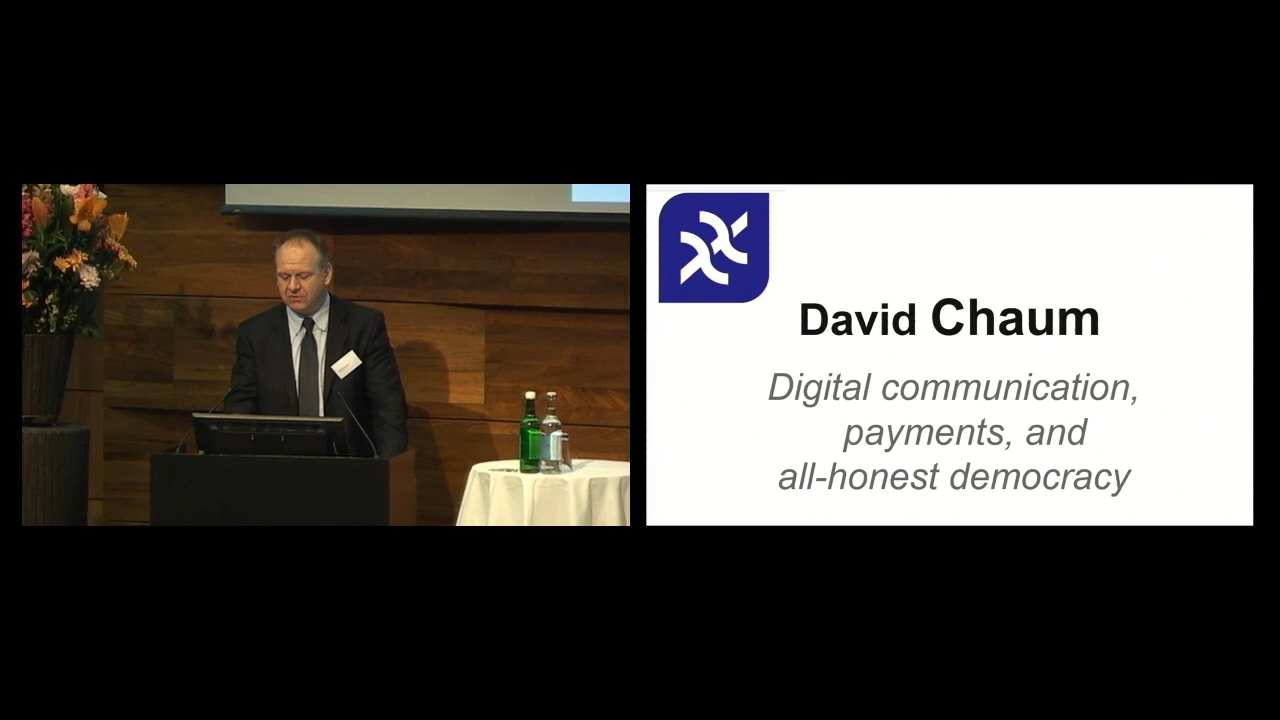 David Chaum
Digital communication,
payments, and
all-honest democracy